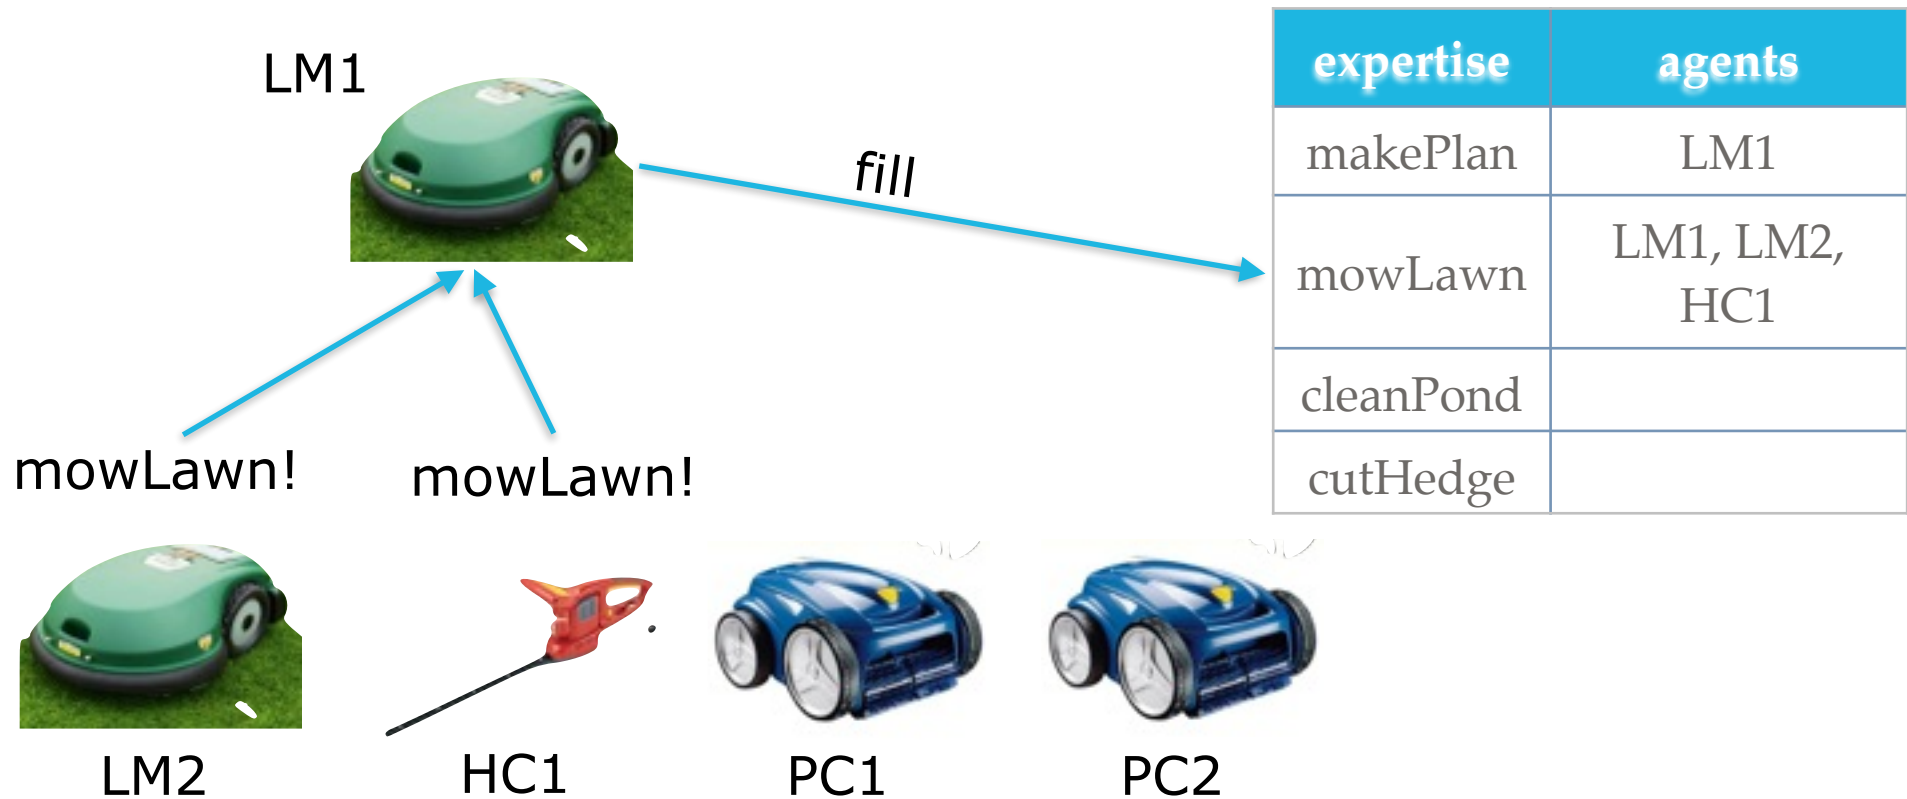 LM1
fill
expertise agents
makePlan LM1
mowLawn LM1, LM2,
HC1
cleanPond
cutHedge
mowLawn! mowLawn!
LM2 HC1 PC1 PC2